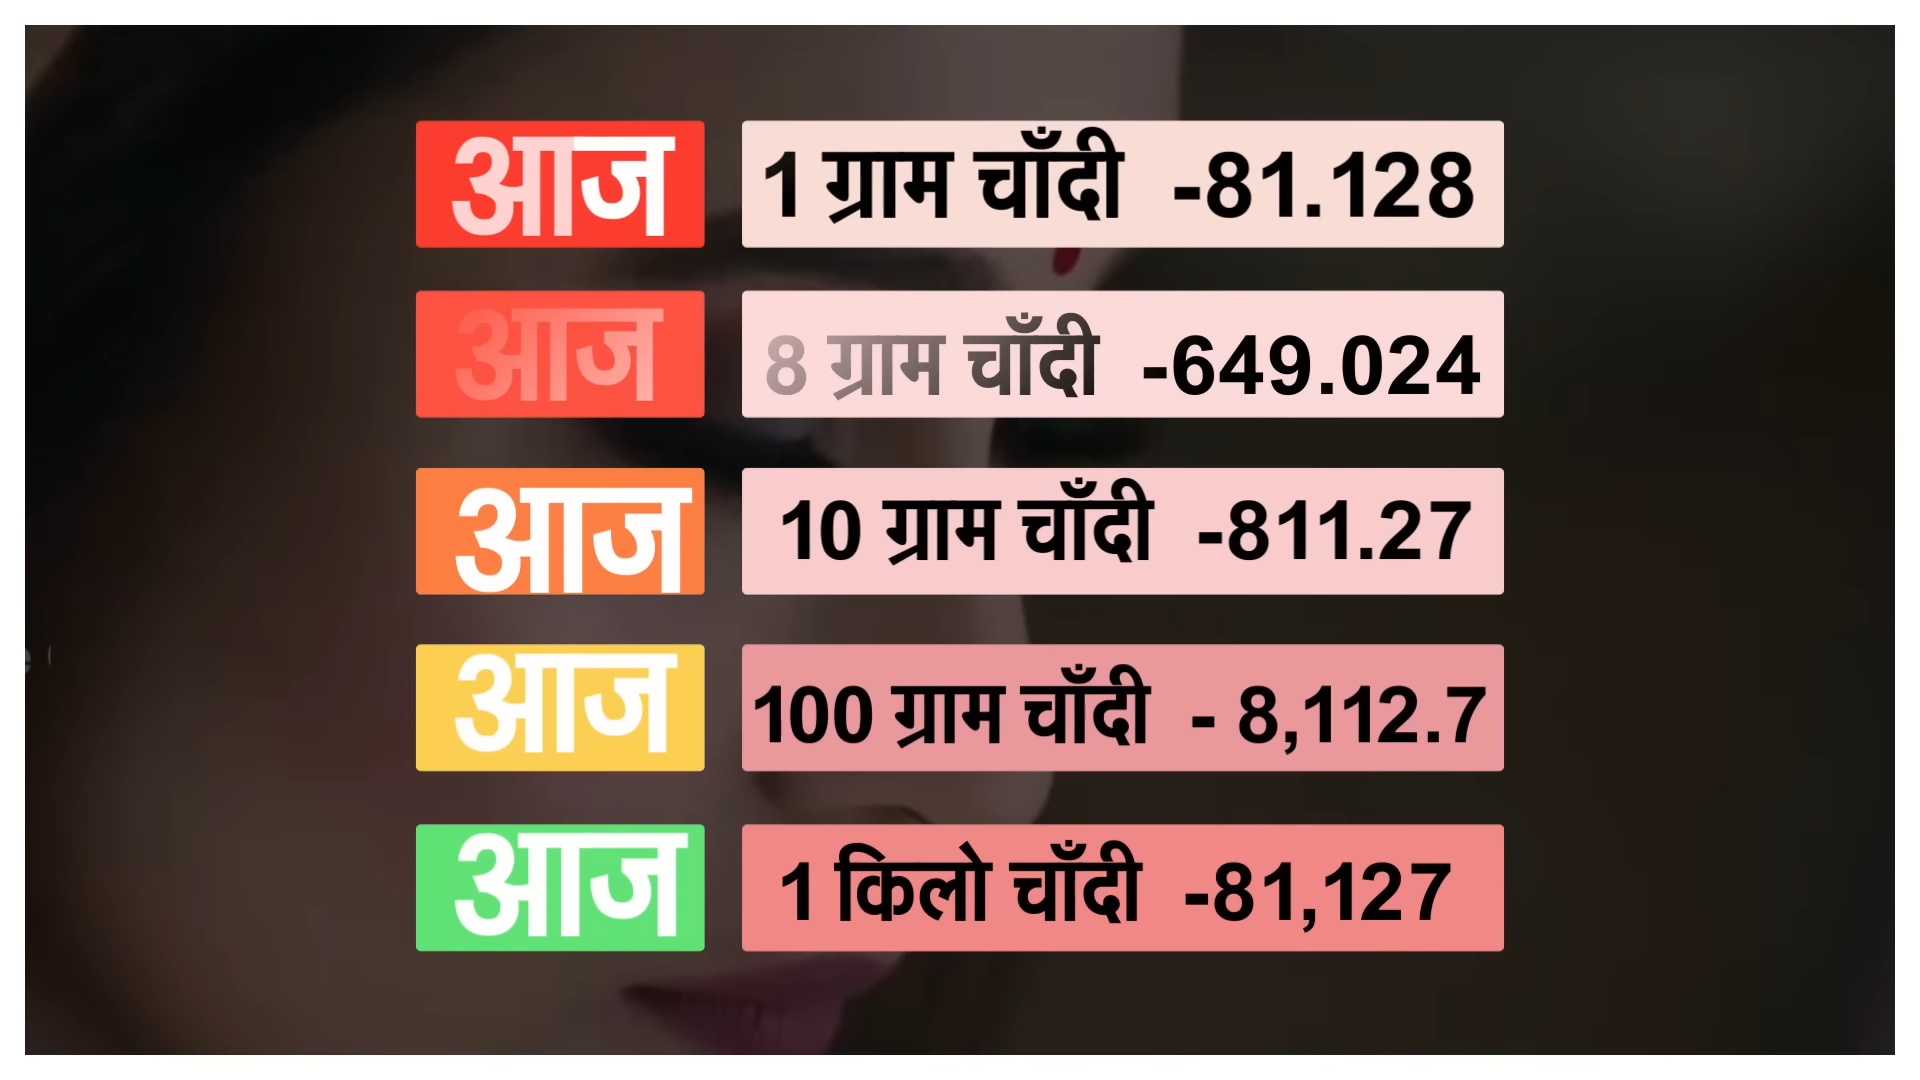 आज 1 ग्राम चाँदी -81.128
आज 8 ग्राम चाँदी -649.024
आज 10 ग्राम चाँदी -811.27
आज 100 ग्राम चाँदी - 8,112.7
आज 1 किलो चाँदी -81,127